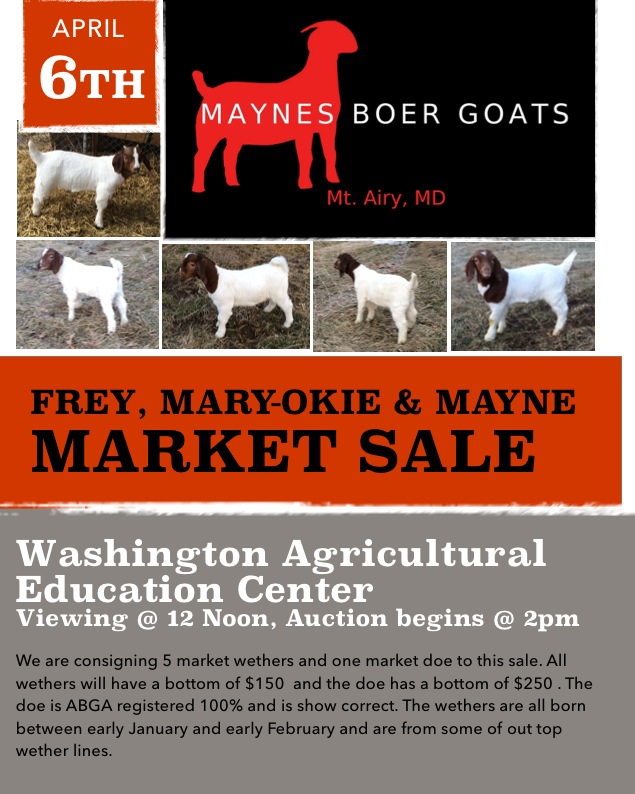 APRIL
6TH
MAYNES BOER GOATS
Mt. Airy, MD
FREY, MARY-OKIE & MAYNE
MARKET SALE
Washington Agricultural
Education Center
Viewing @ 12 Noon, Auction begins @ 2pm
We are consigning 5 market wethers and one market doe to this sale. All
wethers will have a bottom of $150 and the doe has a bottom of $250 . The
doe is ABGA registered 100% and is show correct. The wethers are all born
between early January and early February and are from some of out top
wether lines.